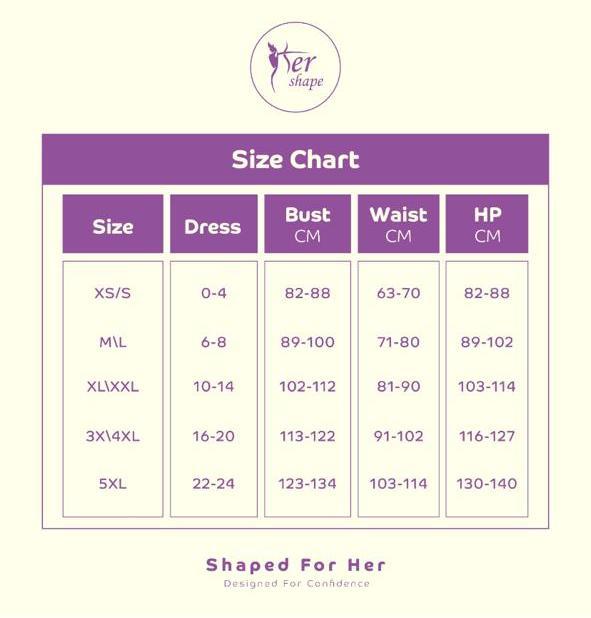 Her
shape
Size Chart
Size Dress Bust CM Waist CM HP CM
XS/S 0-4 82-88 63-70 82-88
M\L 6-8 89-100 71-80 89-102
XL\XXL 10-14 102-112 81-90 103-114
3X\4XL 16-20 113-122 91-102 116-127
5XL 22-24 123-134 103-114 130-140
Shaped For Her
Designed For Confidence